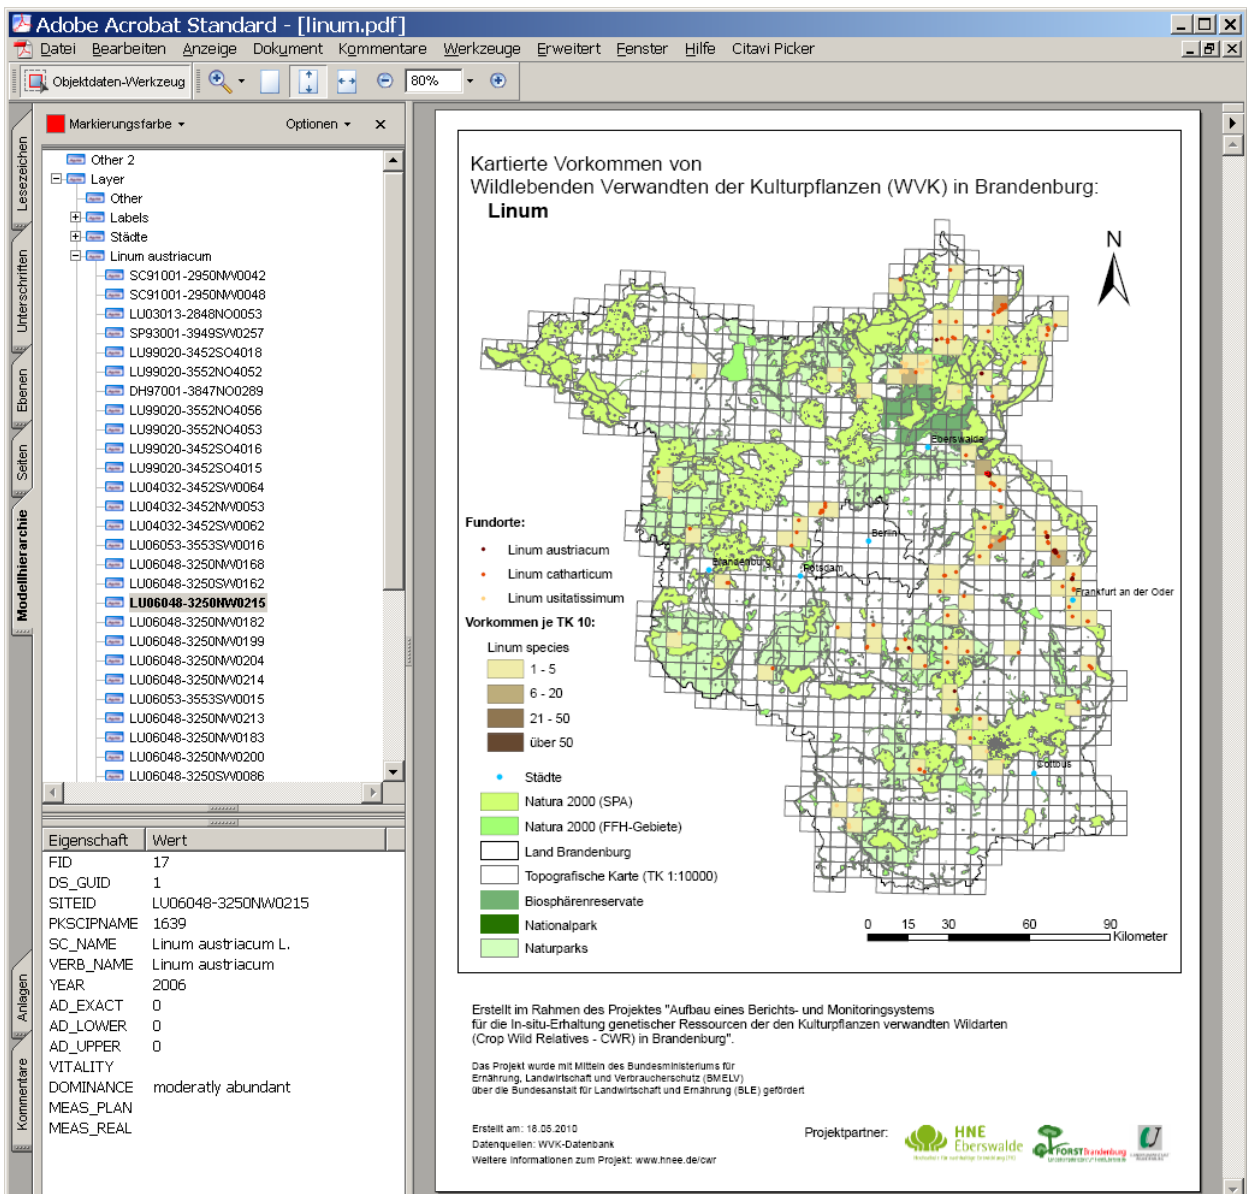 Adobe Acrobat Standard - [linum.pdf]
Datei Bearbeiten Anzeige Dokument Kommentare Werkzeuge Erweitert Fenster Hilfe Citavi Picker
Objektdaten-Werkzeug 80%
Markierungsfarbe Optionen
Lesezeichen
Unterschriften
Ebenen
Seiten
Modellhierarchie
Anlagen
Kommentare
Other 2
Layer
Other
Labels
Städte
Linum austriacum
SC91001-2950NW0042
SC91001-2950NW0048
LU03013-2848NO0053
SP93001-3949SW0257
LU99020-3452SO4018
LU99020-3552NO4052
DH97001-3847NO0289
LU99020-3552NO4056
LU99020-3552NO4053
LU99020-3452SO4016
LU99020-3452SO4015
LU04032-3452SW0064
LU04032-3452NW0053
LU04032-3452SW0062
LU06053-3553SW0016
LU06048-3250NW0168
LU06048-3250SW0162
LU06048-3250NW0215
LU06048-3250NW0182
LU06048-3250NW0199
LU06048-3250NW0204
LU06048-3250NW0214
LU06053-3553SW0015
LU06048-3250NW0213
LU06048-3250NW0183
LU06048-3250NW0200
LU06048-3250SW0086
Eigenschaft Wert
FID 17
DS_GUID 1
SITEID LU06048-3250NW0215
PKSCIPNAME 1639
SC_NAME Linum austriacum L.
VERB_NAME Linum austriacum
YEAR 2006
AD_EXACT 0
AD_LOWER 0
AD_UPPER 0
VITALITY
DOMINANCE moderatly abundant
MEAS_PLAN
MEAS_REAL
Kartierte Vorkommen von
Wildlebenden Verwandten der Kulturpflanzen (WVK) in Brandenburg:
Linum
N
Eberswalde
Berlin
Brandenburg
Potsdam
Frankfurt an der Oder
Cottbus
Fundorte:
Linum austriacum
Linum catharticum
Linum usitatissimum
Vorkommen je TK 10:
Linum species
1 - 5
6 - 20
21 - 50
über 50
Städte
Natura 2000 (SPA)
Natura 2000 (FFH-Gebiete)
Land Brandenburg
Topografische Karte (TK 1:10000)
Biosphärenreservate
Nationalpark
Naturparks
0 15 30 60 90
Kilometer
Erstellt im Rahmen des Projektes "Aufbau eines Berichts- und Monitoringsystems
für die In-situ-Erhaltung genetischer Ressourcen der den Kulturpflanzen verwandten Wildarten
(Crop Wild Relatives - CWR) in Brandenburg".
Das Projekt wurde mit Mitteln des Bundesministeriums für
Ernährung, Landwirtschaft und Verbraucherschutz (BMELV)
über die Bundesanstalt für Landwirtschaft und Ernährung (BLE) gefördert
Erstellt am: 18.05.2010
Datenquellen: WVK-Datenbank
Weitere Informationen zum Projekt: www.hnee.de/cwr
Projektpartner:
HNE
Eberswalde
FORSTBrandenburg